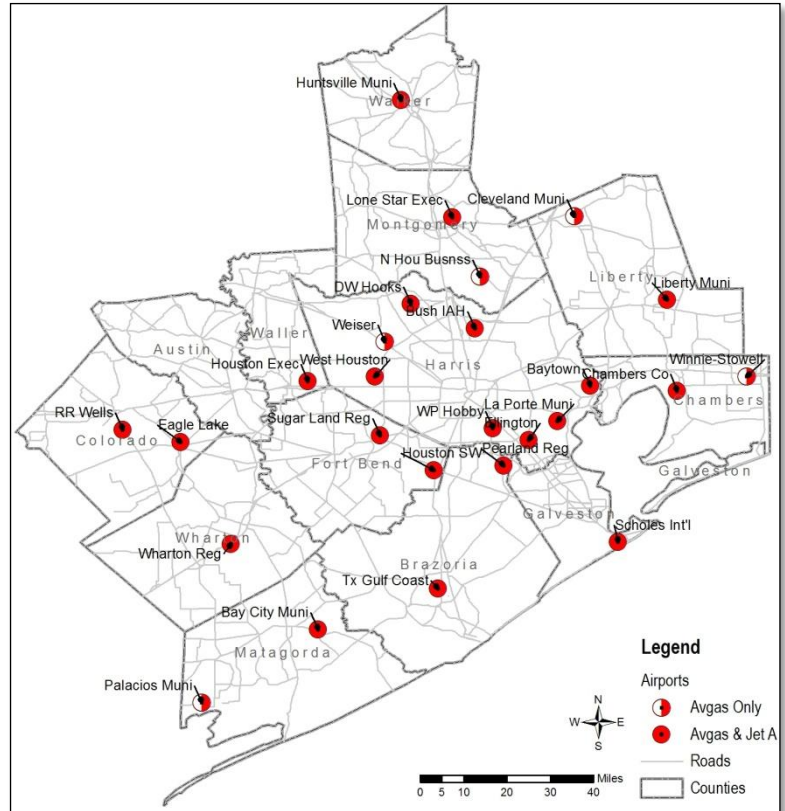 Huntsville Muni
Walker
Lone Star Exec
Cleveland Muni
Montgomery
N Hou Busnss
Liberty
Liberty Muni
DW Hooks
Bush IAH
Waller
Weiser
Austin
Harris
Houston Exec
West Houston
Winnie-Stowell
Baytown
Chambers Co
Chambers
RR Wells
Eagle Lake
Colorado
Sugar Land Reg
WP Hobby
La Porte Muni
Ellington
Fort Bend
Houston SW
Pearland Reg
Galveston
Galveston
Scholes Int'l
Wharton
Wharton Reg
Brazoria
Tx Gulf Coast
Bay City Muni
Matagorda
Palacios Muni
Legend
Airports
Avgas Only
Avgas & Jet A
Roads
Counties
N
W E
S
0 5 10 20 30 40 Miles